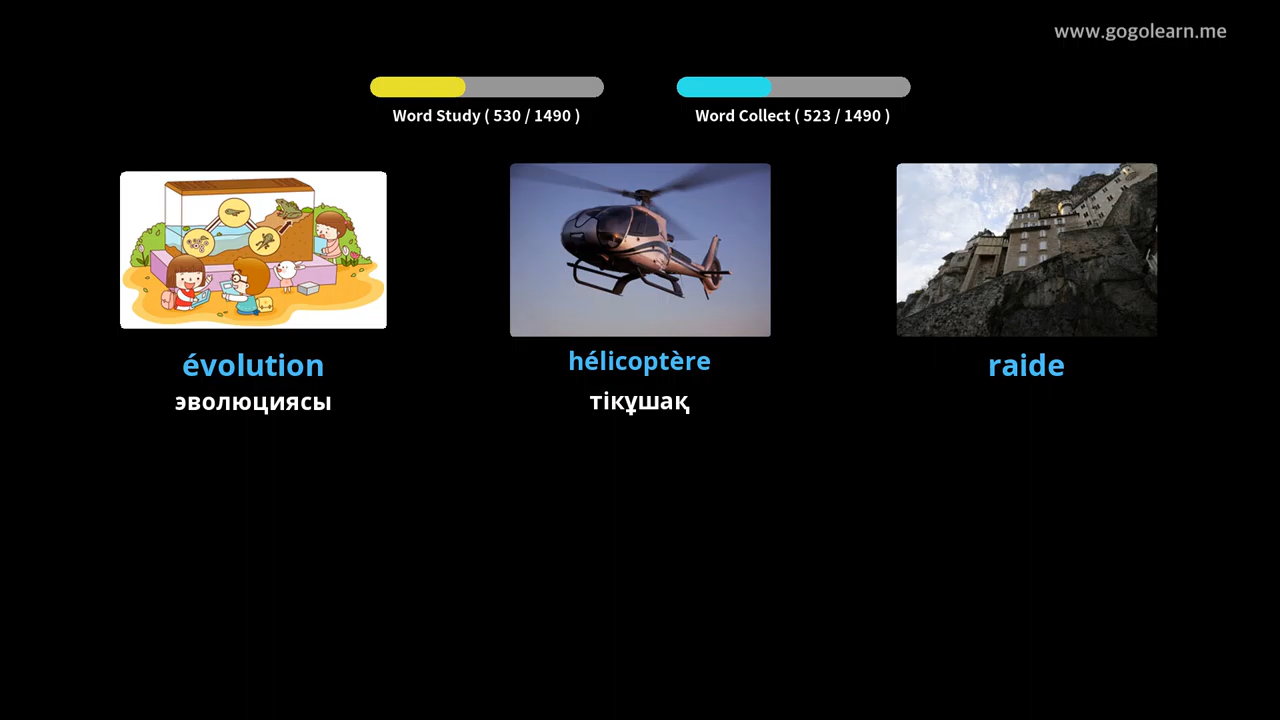 www.gogolearn.me
Word Study ( 530 / 1490 )
Word Collect ( 523 / 1490 )
évolution
эволюциясы
hélicoptère
тікұшақ
raide